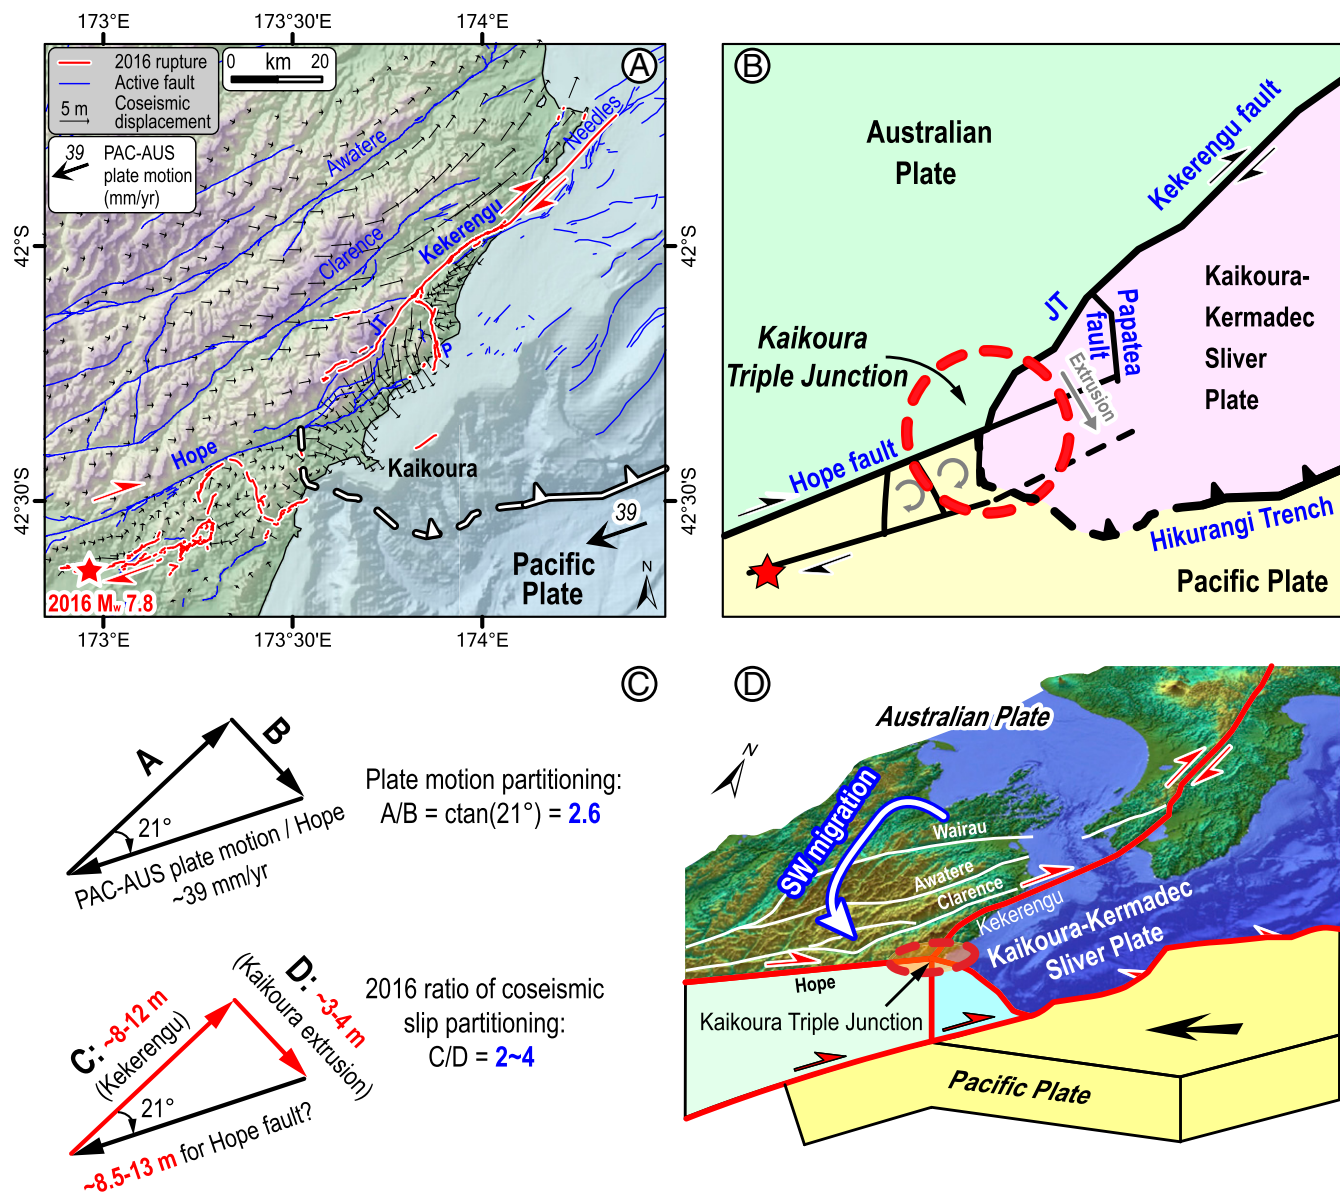 173°E
173°30'E
174°E
A
2016 rupture
Active fault
5 m
Coseismic
displacement
0 km 20
39
PAC-AUS
plate motion
(mm/yr)
Awatere
Needles
Clarence
Kekerengu
JT
P
Hope
Kaikoura
39
Pacific
Plate
N
2016 Mw 7.8
42°S
42°30'S
42°S
42°30'S
173°E
173°30'E
174°E
B
Australian
Plate
Kekerengu fault
Kaikoura-
Kermadec
Sliver
Plate
JT
Papatea
fault
Kaikoura
Triple Junction
Extrusion
Hope fault
Hikurangi Trench
Pacific Plate
C
A
B
21°
PAC-AUS plate motion / Hope
~39 mm/yr
Plate motion partitioning:
A/B = ctan(21°) = 2.6
C: ~8-12 m
(Kekerengu)
D: ~3-4 m
(Kaikoura extrusion)
21°
~8.5-13 m for Hope fault?
2016 ratio of coseismic
slip partitioning:
C/D = 2~4
D
Australian Plate
N
SW migration
Wairau
Awatere
Clarence
Kekerengu
Kaikoura-Kermadec
Sliver Plate
Hope
Kaikoura Triple Junction
Pacific Plate